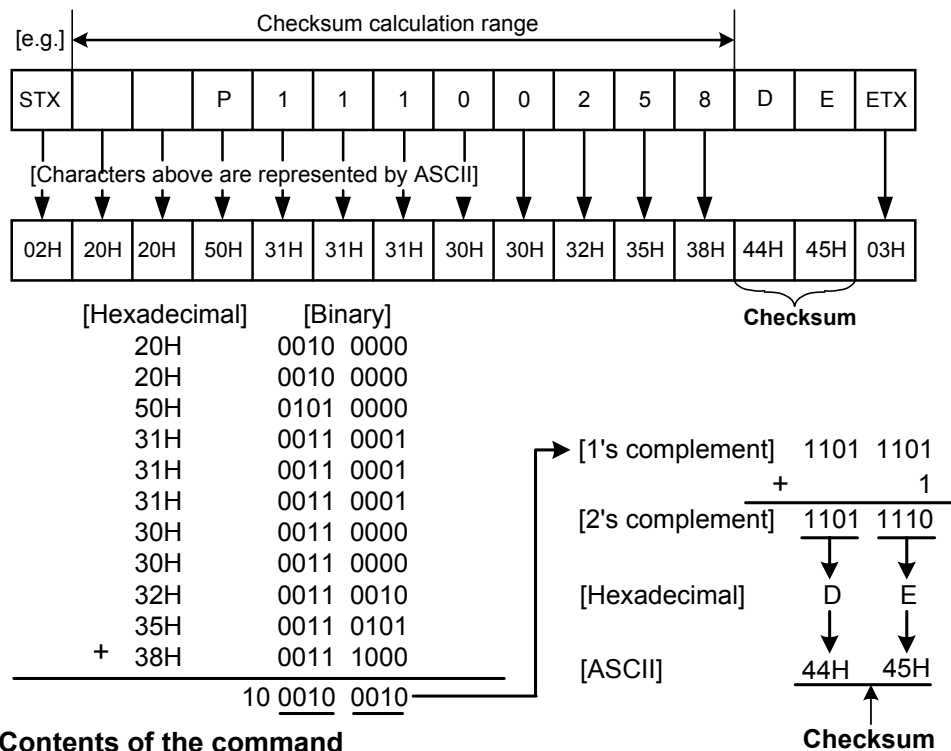 Checksum calculation range
[e.g.]
STX P 1 1 1 0 0 2 5 8 D E ETX
[Characters above are represented by ASCII]
02H 20H 20H 50H 31H 31H 31H 30H 30H 32H 35H 38H 44H 45H 03H
Checksum
[Hexadecimal] [Binary]
20H 0010 0000
20H 0010 0000
50H 0101 0000
31H 0011 0001
31H 0011 0001
31H 0011 0001
30H 0011 0000
30H 0011 0000
32H 0011 0010
35H 0011 0101
+ 38H 0011 1000
10 0010 0010
[1's complement] 1101 1101
+ 1
[2's complement] 1101 1110
[Hexadecimal] D E
[ASCII] 44H 45H
Checksum
Contents of the command